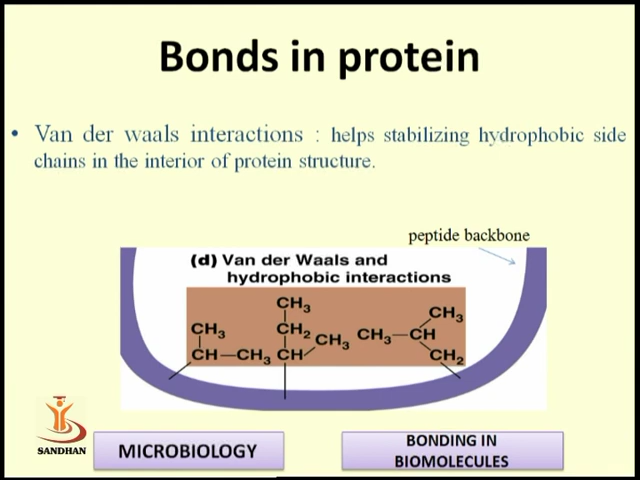 Bonds in protein
• Van der waals interactions : helps stabilizing hydrophobic side
chains in the interior of protein structure.
peptide backbone
(d) Van der Waals and
hydrophobic interactions
CH₃
CH₃
CH₃ CH₂ CH₃ CH₃—CH
CH—CH₃ CH CH₂
SANDHAN
MICROBIOLOGY
BONDING IN
BIOMOLECULES